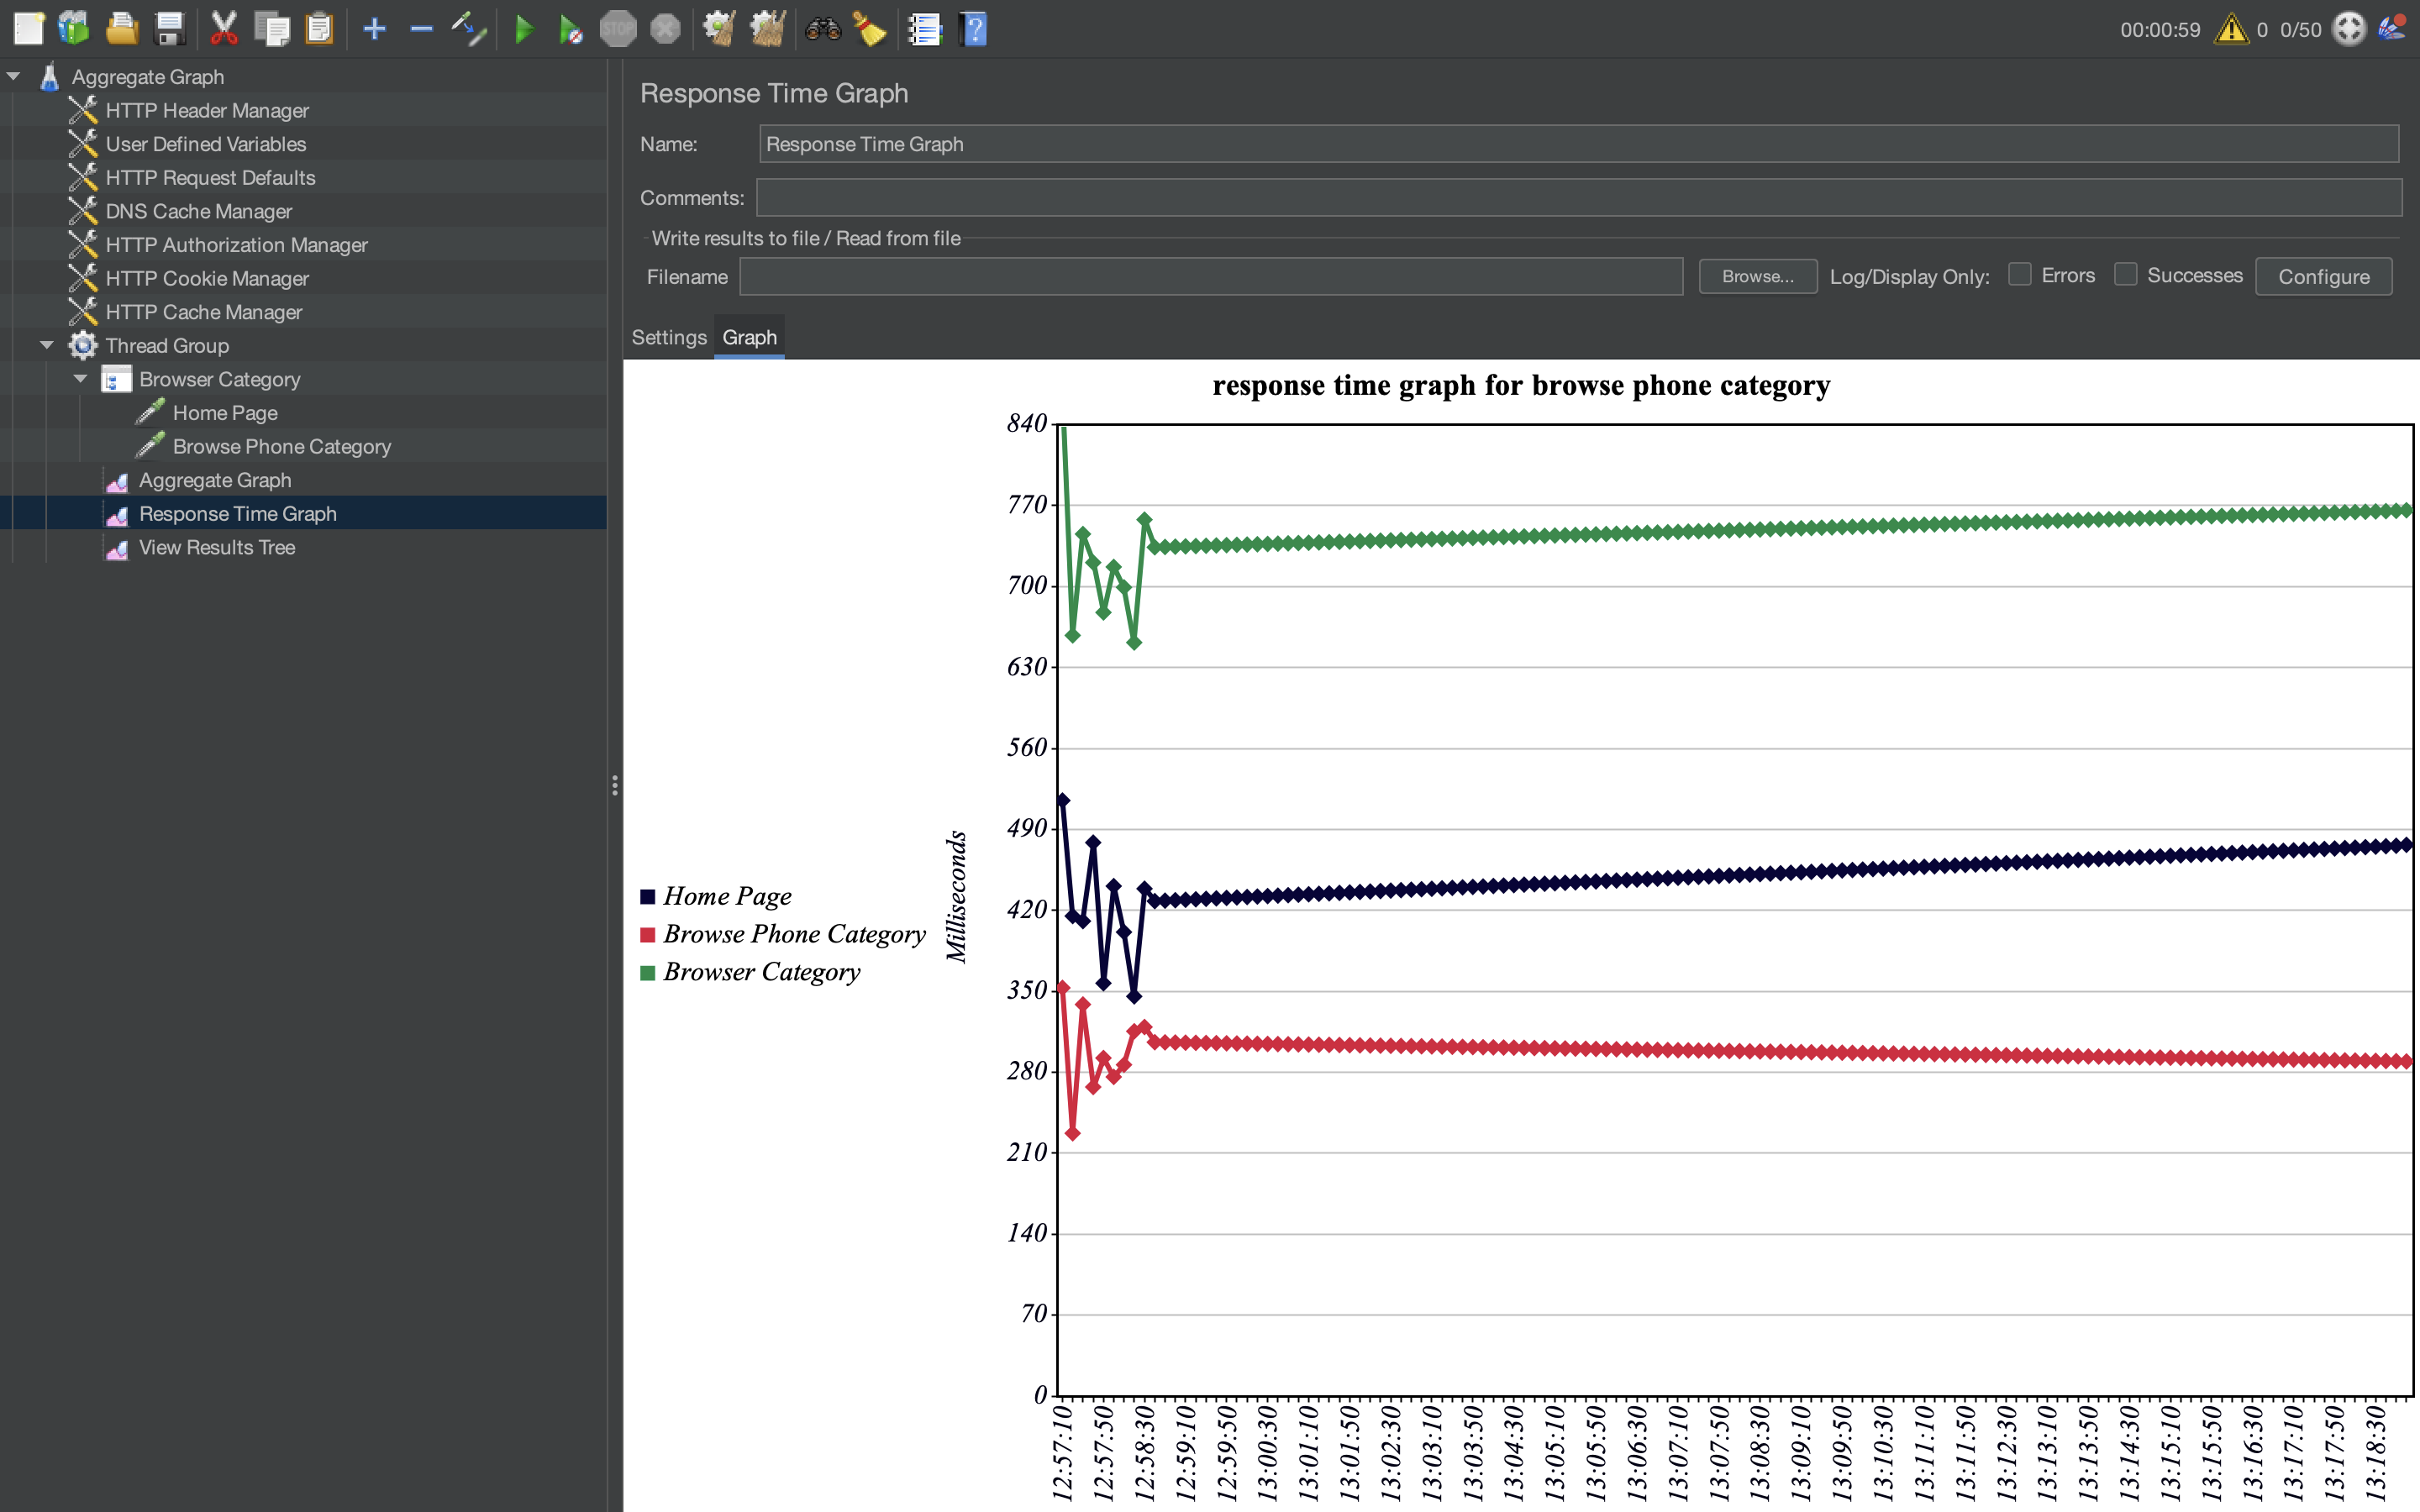 STOP
00:00:59 0 0/50
Aggregate Graph
HTTP Header Manager
User Defined Variables
HTTP Request Defaults
DNS Cache Manager
HTTP Authorization Manager
HTTP Cookie Manager
HTTP Cache Manager
Thread Group
Browser Category
Home Page
Browse Phone Category
Aggregate Graph
Response Time Graph
View Results Tree
Response Time Graph
Name: Response Time Graph
Comments:
Write results to file / Read from file
Filename Browse... Log/Display Only: Errors Successes Configure
Settings Graph
response time graph for browse phone category
840
770
700
630
560
490
420
350
280
210
140
70
0
Milliseconds
Home Page
Browse Phone Category
Browser Category
12:57:10
12:57:50
12:58:30
12:59:10
12:59:50
13:00:30
13:01:10
13:01:50
13:02:30
13:03:10
13:03:50
13:04:30
13:05:10
13:05:50
13:06:30
13:07:10
13:07:50
13:08:30
13:09:10
13:09:50
13:10:30
13:11:10
13:11:50
13:12:30
13:13:10
13:13:50
13:14:30
13:15:10
13:15:50
13:16:30
13:17:10
13:17:50
13:18:30